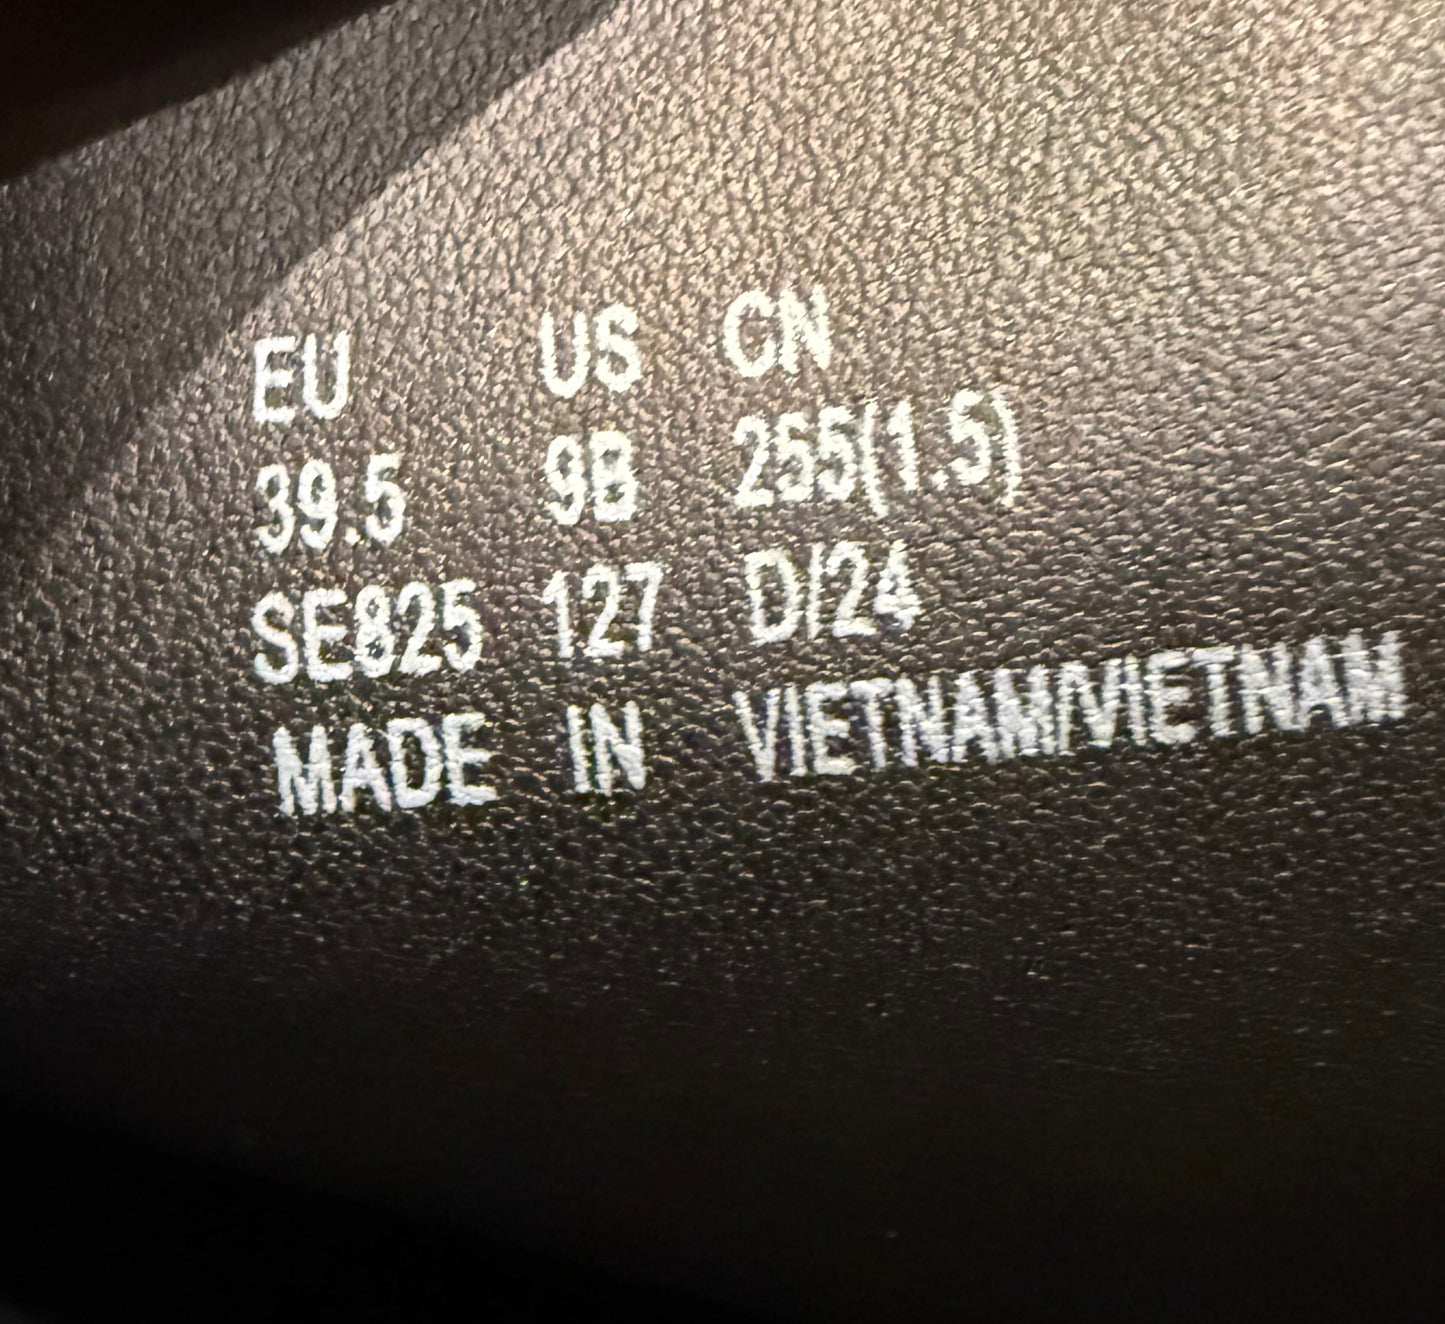 EU US CN
39.5 9B 255(1.5)
SE825 127 D/24
MADE IN VIETNAM/VIETNAM